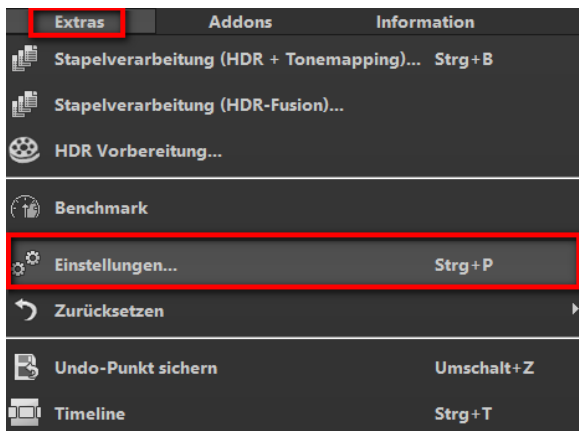 Extras Addons Information
Stapelverarbeitung (HDR + Tonemapping)... Strg+B
Stapelverarbeitung (HDR-Fusion)...
HDR Vorbereitung...
Benchmark
Einstellungen... Strg+P
Zurücksetzen
Undo-Punkt sichern Umschalt+Z
Timeline Strg+T